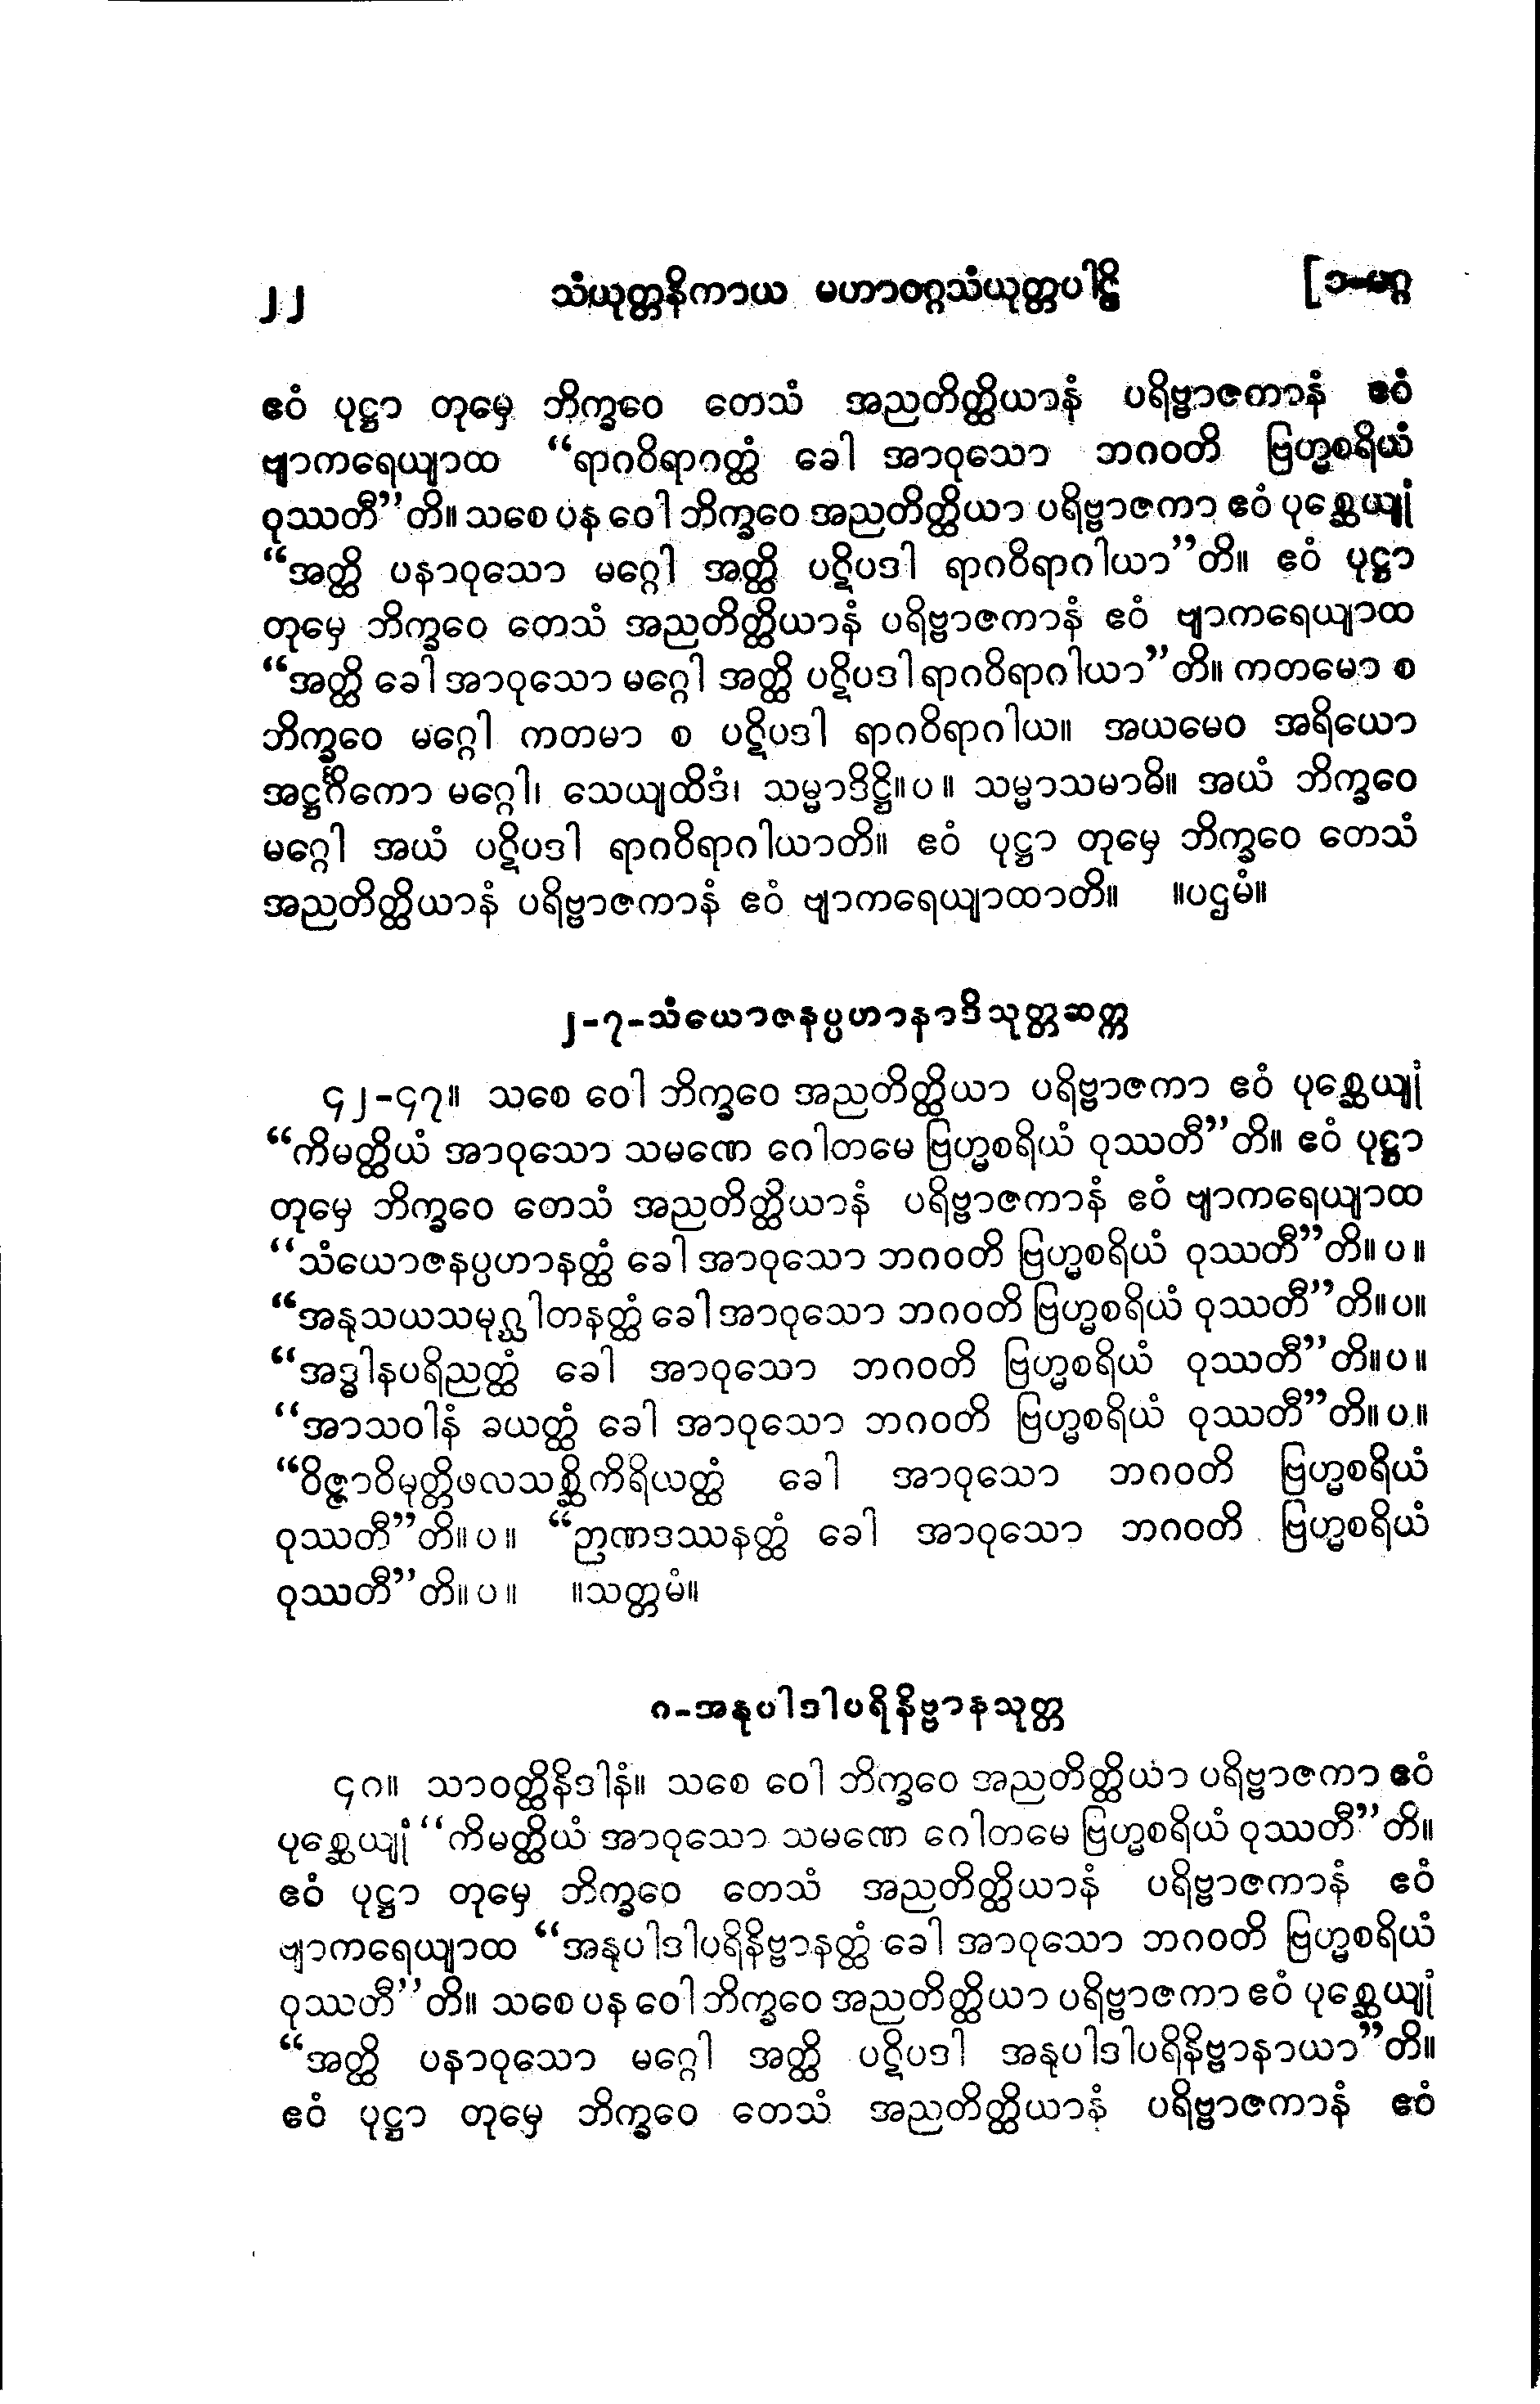 ၂၂ သံယုတ္တနိကာယ မဟာဝဂ္ဂသံယုတ္တပါဠိ [၁-မဂ္ဂ
ဧဝံ ပုဋ္ဌာ တုမှေ ဘိက္ခဝေ တေသံ အညတိတ္ထိယာနံ ပရိဗ္ဗာဇကာနံ ဧဝံ
ဗျာကရေယျာထ “ရာဂဝိရာဂတ္ထံ ခေါ အာဝုသော ဘဂဝတိ ဗြဟ္မစရိယံ
ဝုဿတီ”တိ။ သစေ ပန ဝေါ ဘိက္ခဝေ အညတိတ္ထိယာ ပရိဗ္ဗာဇကာ ဧဝံ ပုစ္ဆေယျုံ
“အတ္ထိ ပနာဝုသော မဂ္ဂေါ အတ္ထိ ပဋိပဒါ ရာဂဝိရာဂါယာ”တိ။ ဧဝံ ပုဋ္ဌာ
တုမှေ ဘိက္ခဝေ တေသံ အညတိတ္ထိယာနံ ပရိဗ္ဗာဇကာနံ ဧဝံ ဗျာကရေယျာထ
“အတ္ထိ ခေါ အာဝုသော မဂ္ဂေါ အတ္ထိ ပဋိပဒါ ရာဂဝိရာဂါယာ”တိ။ ကတမော စ
ဘိက္ခဝေ မဂ္ဂေါ ကတမာ စ ပဋိပဒါ ရာဂဝိရာဂါယ။ အယမေဝ အရိယော
အဋ္ဌင်္ဂိကော မဂ္ဂေါ၊ သေယျထိဒံ၊ သမ္မာဒိဋ္ဌိ။ပ။ သမ္မာသမာဓိ။ အယံ ဘိက္ခဝေ
မဂ္ဂေါ အယံ ပဋိပဒါ ရာဂဝိရာဂါယာတိ။ ဧဝံ ပုဋ္ဌာ တုမှေ ဘိက္ခဝေ တေသံ
အညတိတ္ထိယာနံ ပရိဗ္ဗာဇကာနံ ဧဝံ ဗျာကရေယျာထာတိ။ ။ပဌမံ။
၂-၇-သံယောဇနပ္ပဟာနာဒိသုတ္တဆက္က
၄၂-၄၇။ သစေ ဝေါ ဘိက္ခဝေ အညတိတ္ထိယာ ပရိဗ္ဗာဇကာ ဧဝံ ပုစ္ဆေယျုံ
“ကိမတ္ထိယံ အာဝုသော သမဏေ ဂေါတမေ ဗြဟ္မစရိယံ ဝုဿတီ”တိ။ ဧဝံ ပုဋ္ဌာ
တုမှေ ဘိက္ခဝေ တေသံ အညတိတ္ထိယာနံ ပရိဗ္ဗာဇကာနံ ဧဝံ ဗျာကရေယျာထ
“သံယောဇနပ္ပဟာနတ္ထံ ခေါ အာဝုသော ဘဂဝတိ ဗြဟ္မစရိယံ ဝုဿတီ”တိ။ပ။
“အနုသယသမုဂ္ဃါတနတ္ထံ ခေါ အာဝုသော ဘဂဝတိ ဗြဟ္မစရိယံ ဝုဿတီ”တိ။ပ။
“အဒ္ဓါနပရိညတ္ထံ ခေါ အာဝုသော ဘဂဝတိ ဗြဟ္မစရိယံ ဝုဿတီ”တိ။ပ။
“အာသဝါနံ ခယတ္ထံ ခေါ အာဝုသော ဘဂဝတိ ဗြဟ္မစရိယံ ဝုဿတီ”တိ။ပ။
“ဝိဇ္ဇာဝိမုတ္တိဖလသစ္ဆိကိရိယတ္ထံ ခေါ အာဝုသော ဘဂဝတိ ဗြဟ္မစရိယံ
ဝုဿတီ”တိ။ပ။ “ဉာဏဒဿနတ္ထံ ခေါ အာဝုသော ဘဂဝတိ ဗြဟ္မစရိယံ
ဝုဿတီ”တိ။ပ။ ။သတ္တမံ။
၈-အနုပါဒါပရိနိဗ္ဗာနသုတ္တ
၄၈။ သာဝတ္ထိနိဒါနံ။ သစေ ဝေါ ဘိက္ခဝေ အညတိတ္ထိယာ ပရိဗ္ဗာဇကာ ဧဝံ
ပုစ္ဆေယျုံ “ကိမတ္ထိယံ အာဝုသော သမဏေ ဂေါတမေ ဗြဟ္မစရိယံ ဝုဿတီ”တိ။
ဧဝံ ပုဋ္ဌာ တုမှေ ဘိက္ခဝေ တေသံ အညတိတ္ထိယာနံ ပရိဗ္ဗာဇကာနံ ဧဝံ
ဗျာကရေယျာထ “အနုပါဒါပရိနိဗ္ဗာနတ္ထံ ခေါ အာဝုသော ဘဂဝတိ ဗြဟ္မစရိယံ
ဝုဿတီ”တိ။ သစေ ပန ဝေါ ဘိက္ခဝေ အညတိတ္ထိယာ ပရိဗ္ဗာဇကာ ဧဝံ ပုစ္ဆေယျုံ
“အတ္ထိ ပနာဝုသော မဂ္ဂေါ အတ္ထိ ပဋိပဒါ အနုပါဒါပရိနိဗ္ဗာနာယာ”တိ။
ဧဝံ ပုဋ္ဌာ တုမှေ ဘိက္ခဝေ တေသံ အညတိတ္ထိယာနံ ပရိဗ္ဗာဇကာနံ ဧဝံ